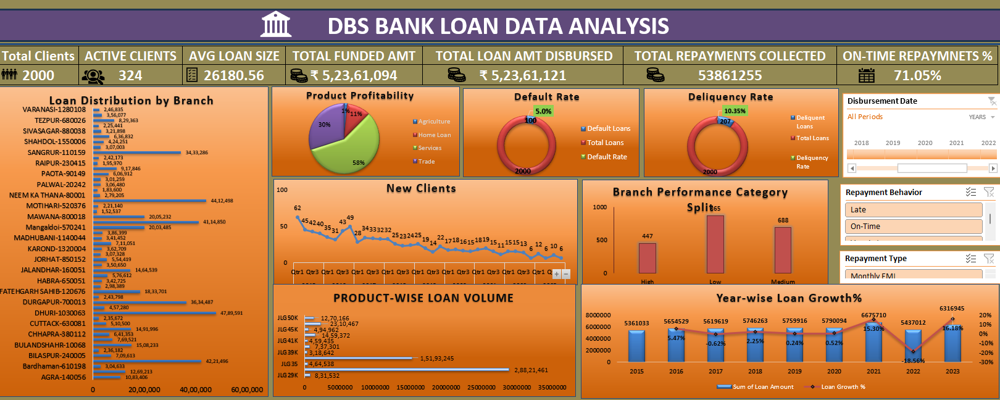 DBS BANK LOAN DATA ANALYSIS
Total Clients
2000
ACTIVE CLIENTS
324
AVG LOAN SIZE
26180.56
TOTAL FUNDED AMT
₹ 5,23,61,094
TOTAL LOAN AMT DISBURSED
₹ 5,23,61,121
TOTAL REPAYMENTS COLLECTED
53861255
ON-TIME REPAYMNETS %
71.05%
Loan Distribution by Branch
VARANASI-1280108
2,46,835
3,56,077
TEZPUR-680026
8,29,363
2,25,441
SIVASAGAR-880038
3,21,898
6,36,832
SHAHDOL-1550006
4,24,251
3,07,003
SANGRUR-110159
34,33,286
2,42,173
RAIPUR-230415
1,95,970
9,17,846
PAOTA-90149
6,06,912
3,01,259
PALWAL-20242
3,06,480
1,83,600
NEEM KA THANA-80001
2,79,205
44,12,498
MOTIHARI-520376
2,21,140
1,52,537
MAWANA-800018
20,05,232
41,14,850
Mangaldoi-570241
20,03,485
3,86,399
MADHUBANI-1140044
3,41,452
7,11,051
KAROND-1320004
3,62,709
3,07,328
JORHAT-850152
5,54,419
3,50,650
JALANDHAR-160051
14,64,539
5,76,612
HABRA-650051
3,42,725
2,98,389
FATEHGARH SAHIB-120676
18,33,701
2,43,798
DURGAPUR-700013
36,34,487
4,57,280
DHURI-1030063
47,89,591
2,35,672
CUTTACK-630081
5,10,500
14,91,996
CHHAPRA-380112
6,41,353
7,69,521
BULANDSHAHR-10068
15,08,233
2,36,182
BILASPUR-240005
7,09,613
42,21,496
Bardhaman-610198
3,04,633
12,69,213
AGRA-140056
10,83,406
0 20,00,000 40,00,000 60,00,000
Product Profitability
1%
11%
30%
58%
Agriculture
Home Loan
Services
Trade
Default Rate
5.0%
100
2000
Default Loans
Total Loans
Default Rate
Deliquency Rate
10.35%
207
2000
Deliquent Loans
Total Loans
Deliquency Rate
Disbursement Date
All Periods YEARS
2018 2019 2020 2021 2022
New Clients
100
50
0
62 45 42 40 35 31 43 49 28 34 33 32 32 25 23 24 25 19 14 22 17 18 16 15 18 19 15 11 15 15 13 6 12 6 10 6
Qtr1 Qtr3 Qtr1 Qtr3 Qtr1 Qtr3 Qtr1 Qtr3 Qtr1 Qtr3 Qtr1 Qtr3 Qtr1 Qtr3 Qtr1 Qtr3 Qtr1 Q
+ −
Branch Performance Category
Split
1000
500
0
447
65
688
High Low Medium
Repayment Behavior
Late
On-Time
Repayment Type
Monthly EMI
PRODUCT-WISE LOAN VOLUME
JLG50K
12,70,166
23,10,467
JLG45K
4,94,962
14,59,372
JLG41K
4,59,435
7,37,301
JLG39K
3,18,642
1,51,93,245
JLG35
4,64,538
2,88,21,461
JLG29K
8,31,532
0 5000000 10000000 15000000 20000000 25000000 30000000 35000000
Year-wise Loan Growth%
8000000
6000000
4000000
2000000
0
5361033 5654529 5619619 5746263 5759916 5790094 6675710 5437012 6316945
5.47% -0.62% 2.25% 0.24% 0.52% 15.30% -18.56% 16.18%
20%
10%
0%
-10%
-20%
-30%
2015 2016 2017 2018 2019 2020 2021 2022 2023
Sum of Loan Amount
Loan Growth %